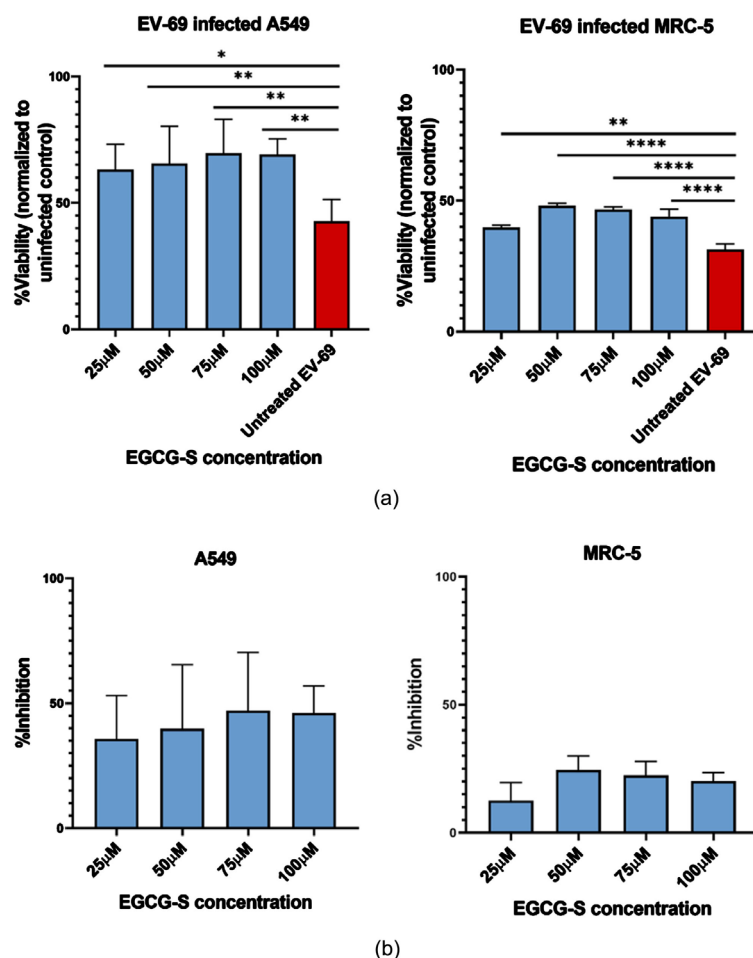 EV-69 infected A549
%Viability (normalized to
uninfected control)
100
50
0
*
**
**
**
25μM
50μM
75μM
100μM
Untreated EV-69
EGCG-S concentration
EV-69 infected MRC-5
%Viability (normalized to
uninfected control)
100
50
0
**
****
****
****
25μM
50μM
75μM
100μM
Untreated EV-69
EGCG-S concentration
(a)
A549
%Inhibition
100
50
0
25μM
50μM
75μM
100μM
EGCG-S concentration
MRC-5
%Inhibition
100
50
0
25μM
50μM
75μM
100μM
EGCG-S concentration
(b)